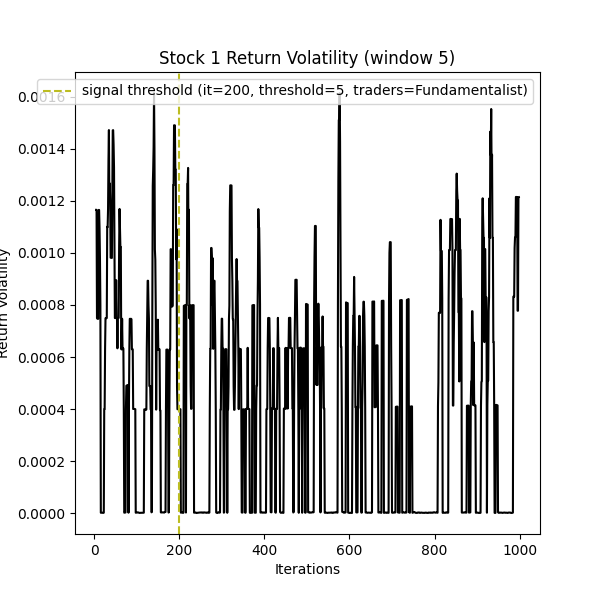 Stock 1 Return Volatility (window 5)
signal threshold (it=200, threshold=5, traders=Fundamentalist)
0.0016
0.0014
0.0012
0.0010
0.0008
0.0006
0.0004
0.0002
0.0000
Return Volatility
0 200 400 600 800 1000
Iterations